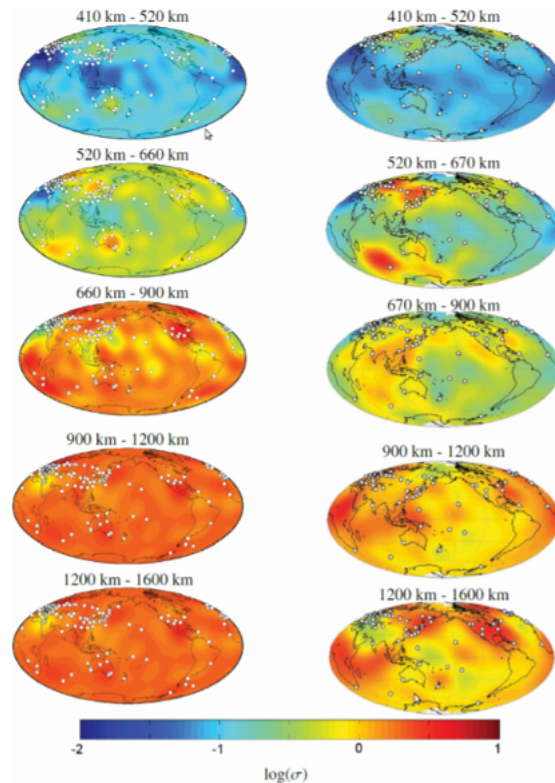 410 km - 520 km
410 km - 520 km
520 km - 660 km
520 km - 670 km
660 km - 900 km
670 km - 900 km
900 km - 1200 km
900 km - 1200 km
1200 km - 1600 km
1200 km - 1600 km
-2 -1 0 1
log(σ)